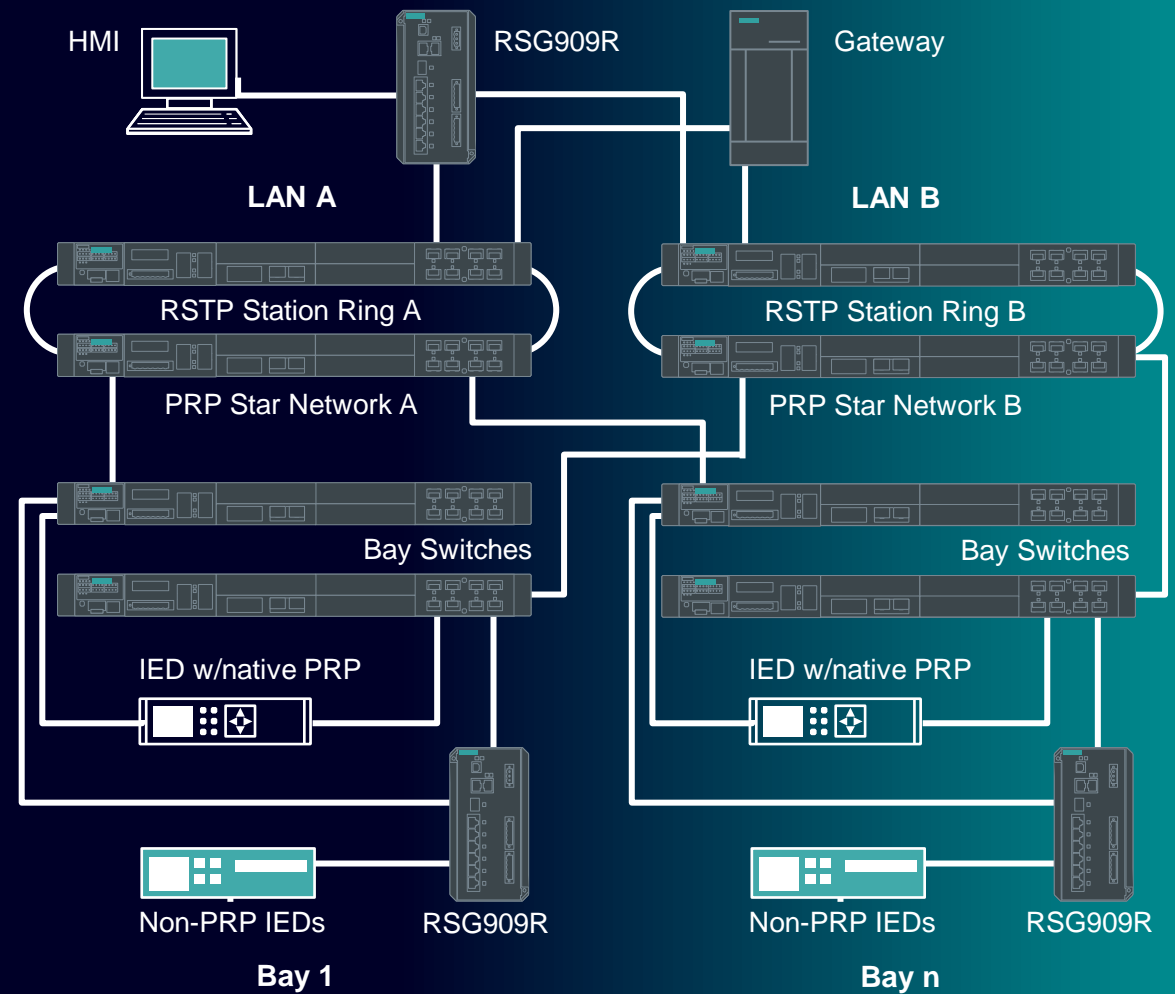 HMI
RSG909R
Gateway
LAN A
LAN B
RSTP Station Ring A
RSTP Station Ring B
PRP Star Network A
PRP Star Network B
Bay Switches
Bay Switches
IED w/native PRP
IED w/native PRP
Non-PRP IEDs
RSG909R
Non-PRP IEDs
RSG909R
Bay 1
Bay n